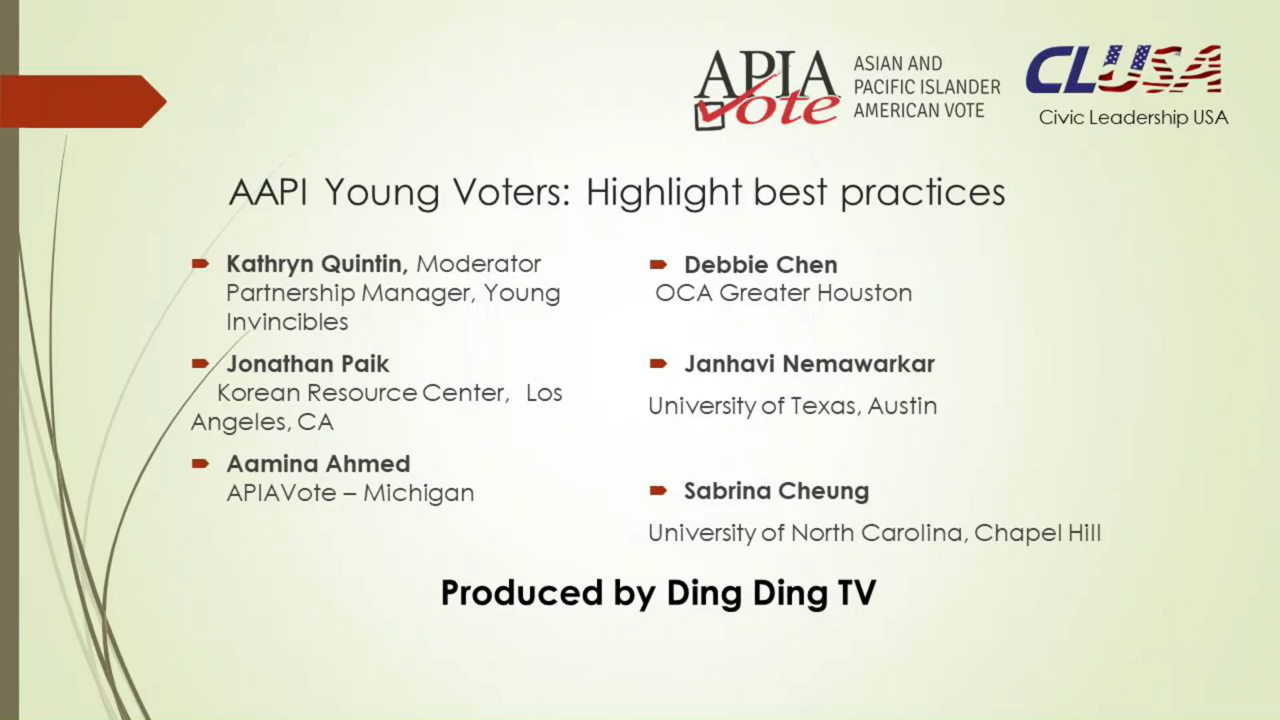 APIA
Vote
ASIAN AND
PACIFIC ISLANDER
AMERICAN VOTE
CLUSA
Civic Leadership USA
AAPI Young Voters: Highlight best practices
Kathryn Quintin, Moderator
Partnership Manager, Young
Invincibles
Jonathan Paik
Korean Resource Center, Los
Angeles, CA
Aamina Ahmed
APIAVote – Michigan
Debbie Chen
OCA Greater Houston
Janhavi Nemawarkar
University of Texas, Austin
Sabrina Cheung
University of North Carolina, Chapel Hill
Produced by Ding Ding TV